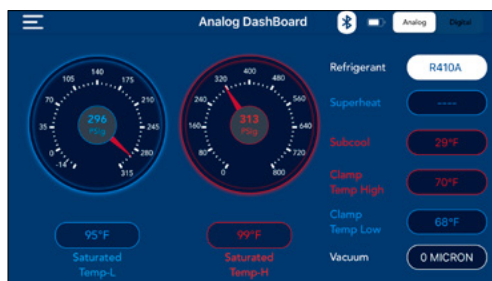 Analog DashBoard
Analog
Digital
105
140
175
70
210
35
245
0
280
-14
315
296
PSig
320
400
480
240
560
160
640
80
720
0
800
313
PSig
95°F
Saturated
Temp-L
99°F
Saturated
Temp-H
Refrigerant
R410A
Superheat
----
Subcool
29°F
Clamp
Temp High
70°F
Clamp
Temp Low
68°F
Vacuum
0 MICRON